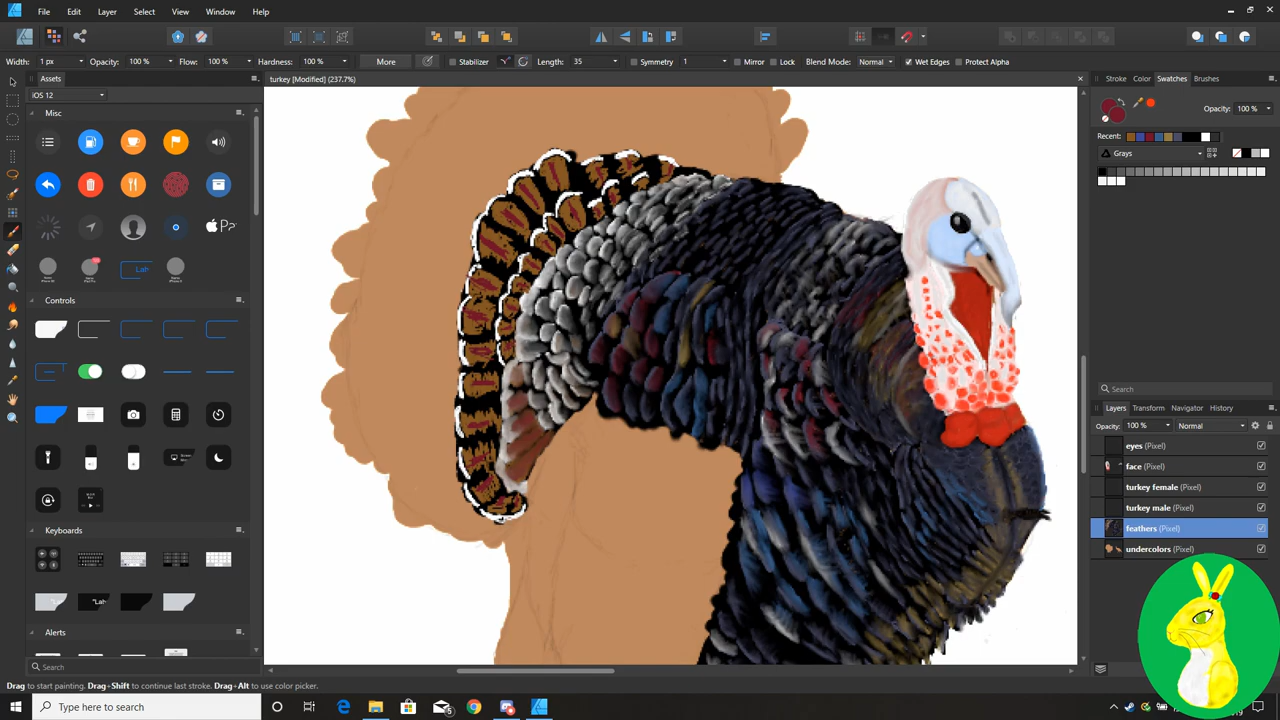 File Edit Layer Select View Window Help
Width: 1 px Opacity: 100 % Flow: 100 % Hardness: 100 % More Stabilizer Length: 35 Symmetry 1 Mirror Lock Blend Mode: Normal Wet Edges Protect Alpha
Assets
turkey [Modified] (237.7%)
Stroke Color Swatches Brushes
iOS 12
Misc
Opacity: 100 %
Recent:
Grays
Controls
Search
Layers Transform Navigator History
Opacity: 100 % Normal
eyes (Pixel)
face (Pixel)
turkey female (Pixel)
turkey male (Pixel)
feathers (Pixel)
undercolors (Pixel)
Keyboards
Alerts
Search
Drag to start painting. Drag+Shift to continue last stroke. Drag+Alt to use color picker.
Type here to search